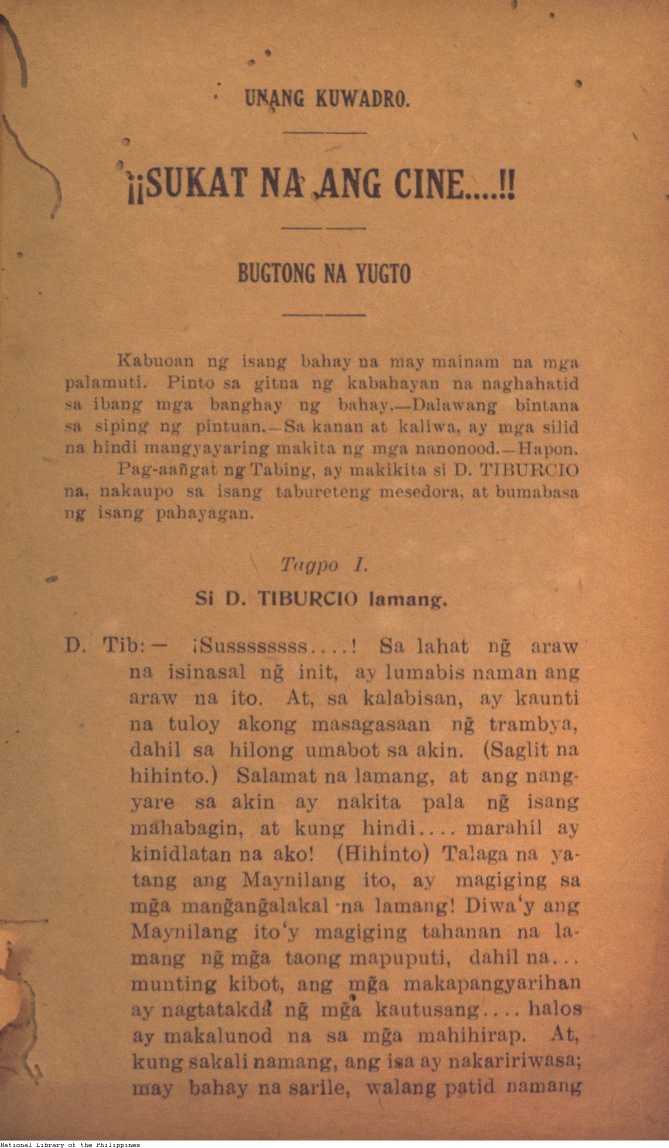 UNANG KUWADRO.
¡¡SUKAT NA ANG CINE....!!
BUGTONG NA YUGTO
Kabuoan ng isang bahay na may mainam na mga
palamuti. Pinto sa gitna ng kabahayan na naghahatid
sa ibang mga banghay ng bahay.—Dalawang bintana
sa siping ng pintuan.—Sa kanan at kaliwa, ay mga silid
na hindi mangyayaring makita ng mga nanonood.—Hapon.
Pag-aañgat ng Tabing, ay makikita si D. TIBURCIO
na, nakaupo sa isang tabureteng mesedora, at bumabasa
ng isang pahayagan.
Tagpo I.
Si D. TIBURCIO lamang.
D. Tib:— ¡Susssssssss....! Sa lahat ng̃ araw
na isinasal ng̃ init, ay lumabis naman ang
araw na ito. At, sa kalabisan, ay kaunti
na tuloy akong masagasaan ng̃ trambya,
dahil sa hilong umabot sa akin. (Saglit na
hihinto.) Salamat na lamang, at ang nang-
yare sa akin ay nakita pala ng̃ isang
mahabagin, at kung hindi.... marahil ay
kinidlatan na ako! (Hihinto) Talaga na ya-
tang ang Maynilang ito, ay magiging sa
mg̃a mang̃ang̃alakal na lamang! Diwa‘y ang
Maynilang ito‘y magiging tahanan na la-
mang ng̃ mg̃a taong mapuputi, dahil na...
munting kibot, ang mg̃a makapangyarihan
ay nagtatakda ng̃ mg̃a kautusang.... halos
ay makalunod na sa mg̃a mahihirap. At,
kung sakali namang, ang isa ay nakaririwasa;
may bahay na sarile, walang patid namang
National Library of the Philippines